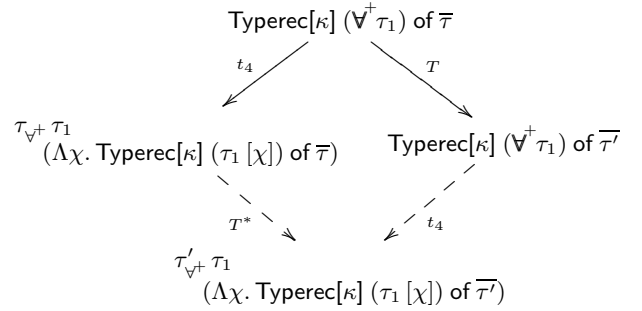 Typerec[κ] (∀⁺ τ₁) of τ̅
t₄
T
τ_∀⁺ τ₁
(Λχ. Typerec[κ] (τ₁ [χ]) of τ̅)
Typerec[κ] (∀⁺ τ₁) of τ̅′
T*
t₄
τ′_∀⁺ τ₁
(Λχ. Typerec[κ] (τ₁ [χ]) of τ̅′)